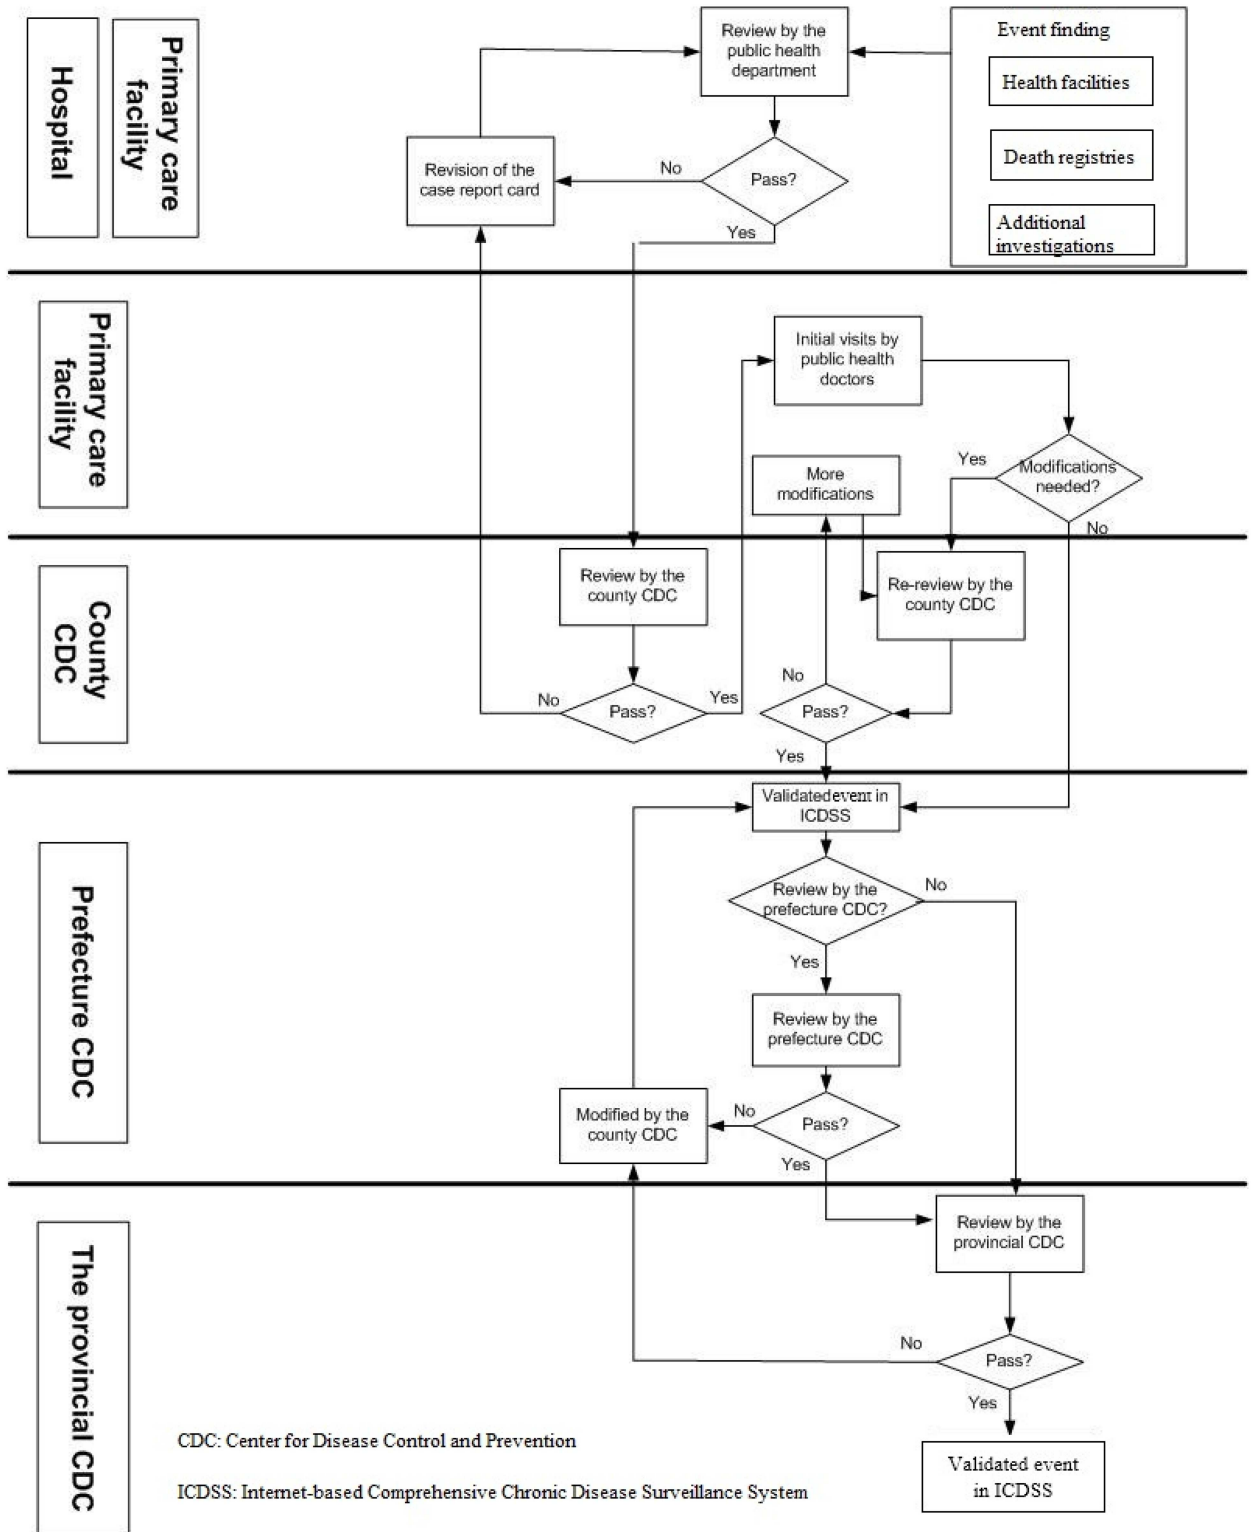 Hospital
Primary care
facility
Review by the
public health
department
Event finding
Health facilities
Death registries
Additional
investigations
Revision of the
case report card
No
Pass?
Yes
Primary care
facility
Initial visits by
public health
doctors
More
modifications
Yes
Modifications
needed?
No
County
CDC
Review by the
county CDC
Re-review by the
county CDC
No
Pass?
Yes
No
Pass?
Yes
Prefecture CDC
Validatedevent in
ICDSS
Review by the
prefecture CDC?
No
Yes
Review by the
prefecture CDC
Modified by the
county CDC
No
Pass?
Yes
The provincial CDC
Review by the
provincial CDC
No
Pass?
Yes
Validated event
in ICDSS
CDC: Center for Disease Control and Prevention
ICDSS: Internet-based Comprehensive Chronic Disease Surveillance System